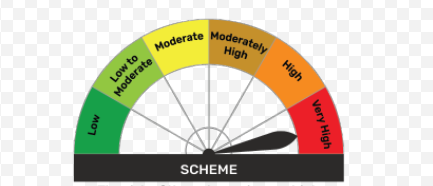 Low
Low to
Moderate
Moderate
Moderately
High
High
Very High
SCHEME